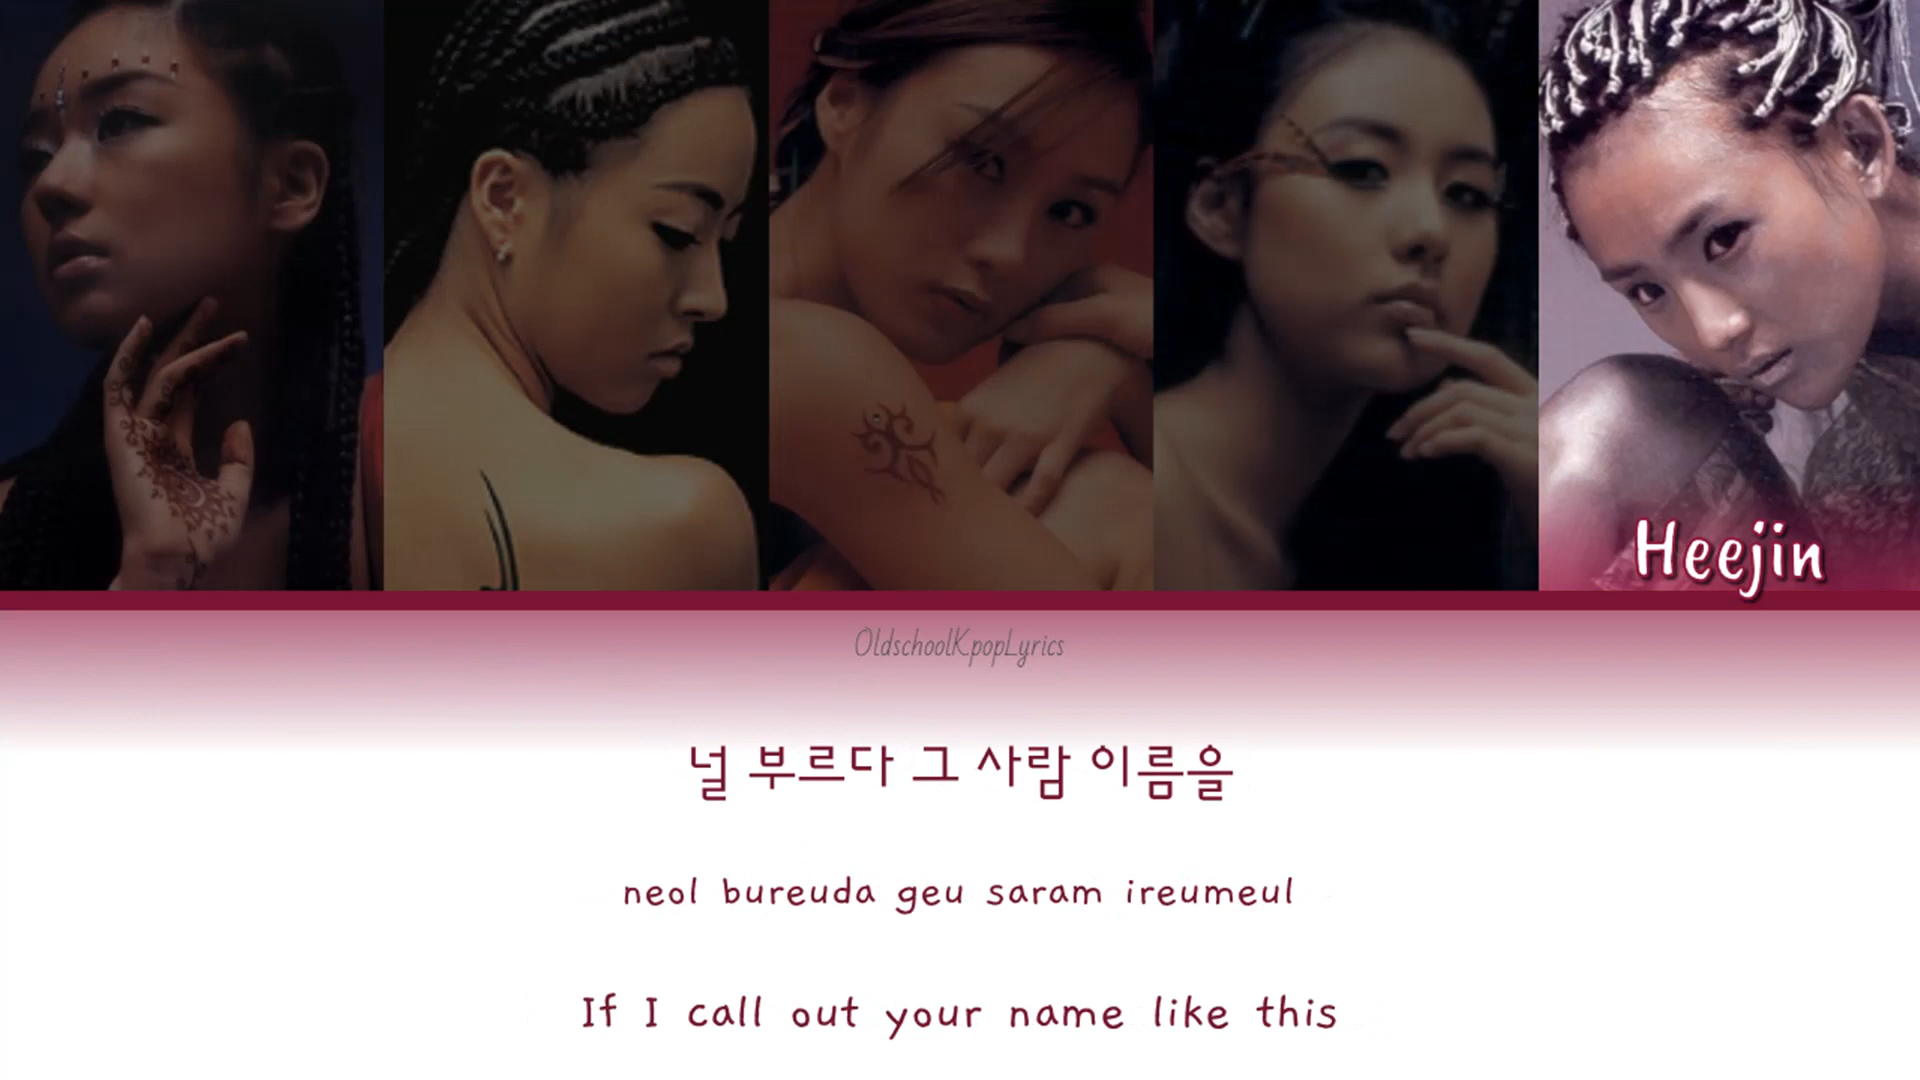 Heejin
OldschoolKpopLyrics
널 부르다 그 사람 이름을
neol bureuda geu saram ireumeul
If I call out your name like this